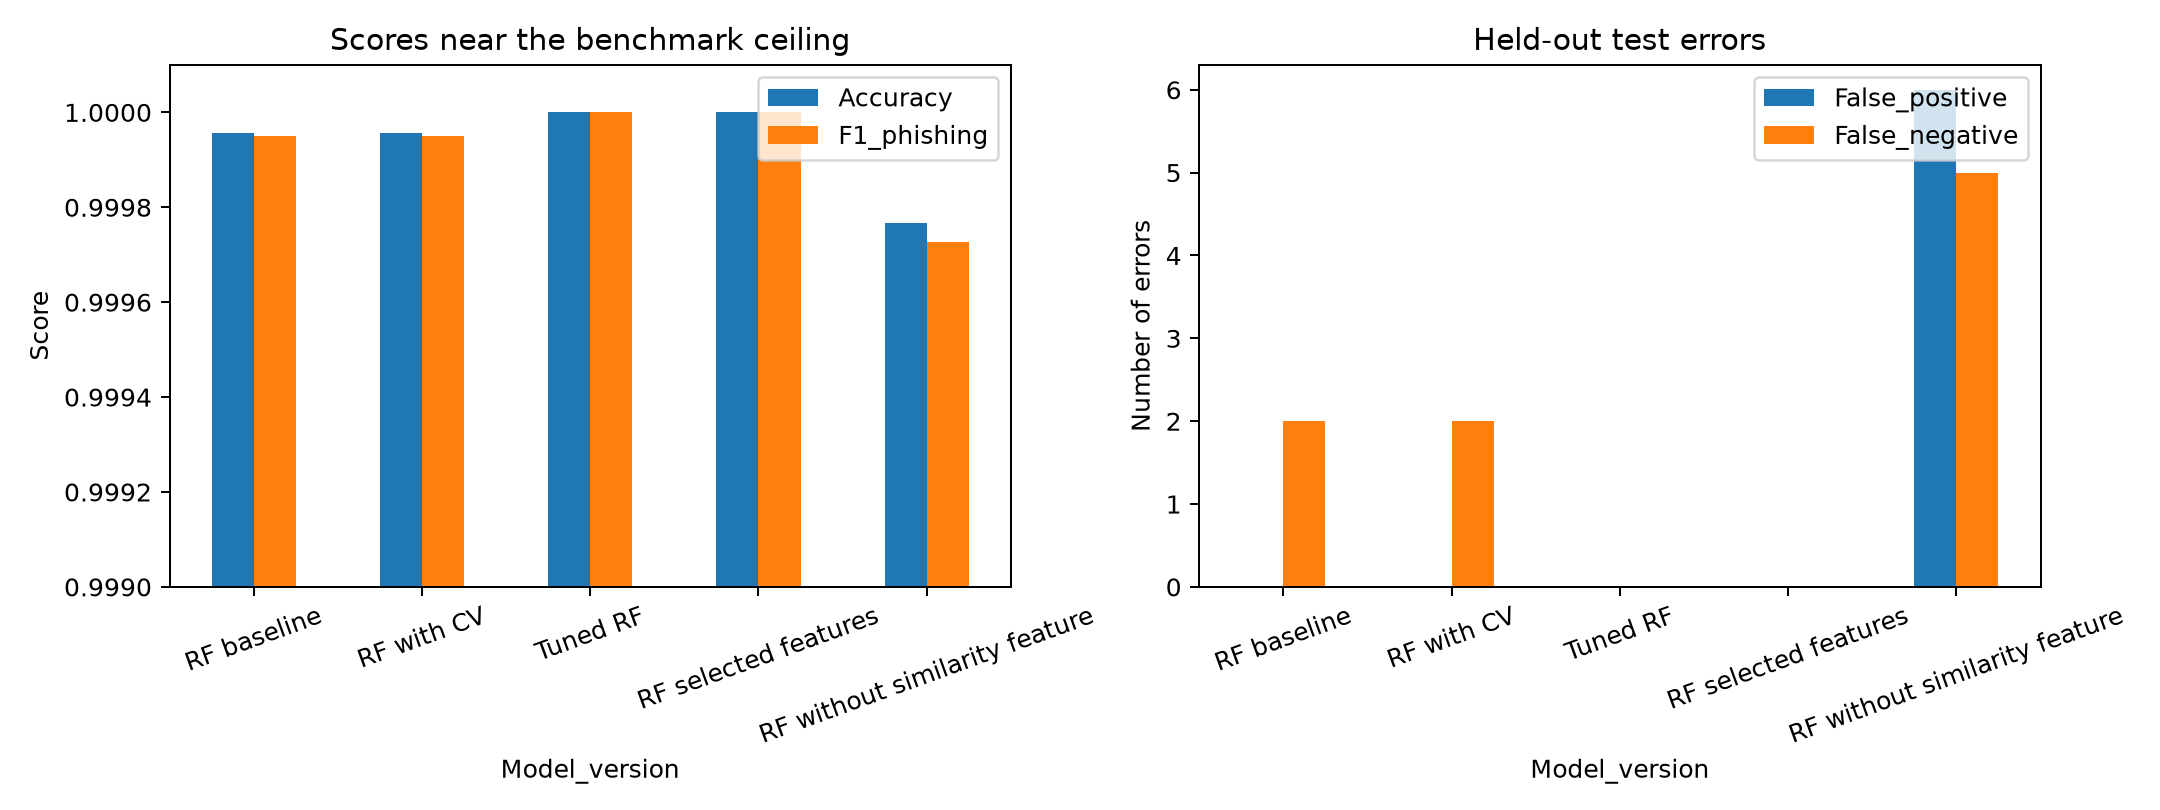 Scores near the benchmark ceiling
Accuracy
F1_phishing
1.0000
0.9998
0.9996
0.9994
0.9992
0.9990
Score
RF baseline
RF with CV
Tuned RF
RF selected features
RF without similarity feature
Model_version
Held-out test errors
False_positive
False_negative
6
5
4
3
2
1
0
Number of errors
RF baseline
RF with CV
Tuned RF
RF selected features
RF without similarity feature
Model_version